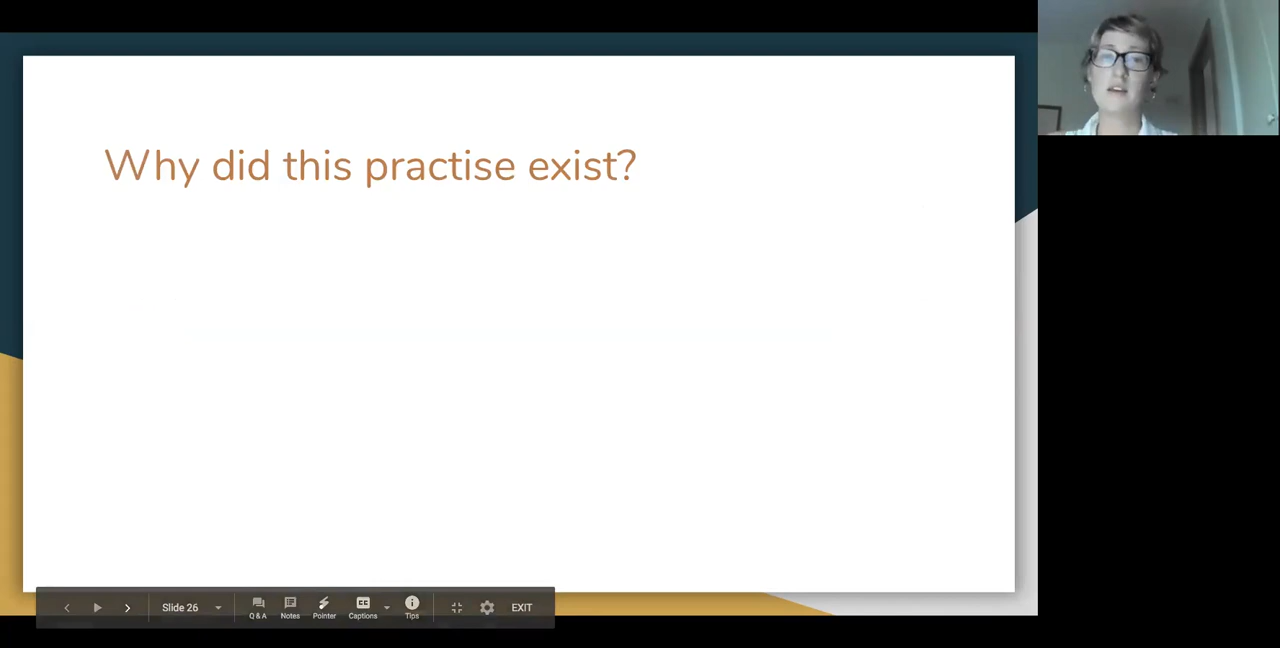 Why did this practise exist?
Slide 26
Q & A
Notes
Pointer
Captions
Tips
EXIT